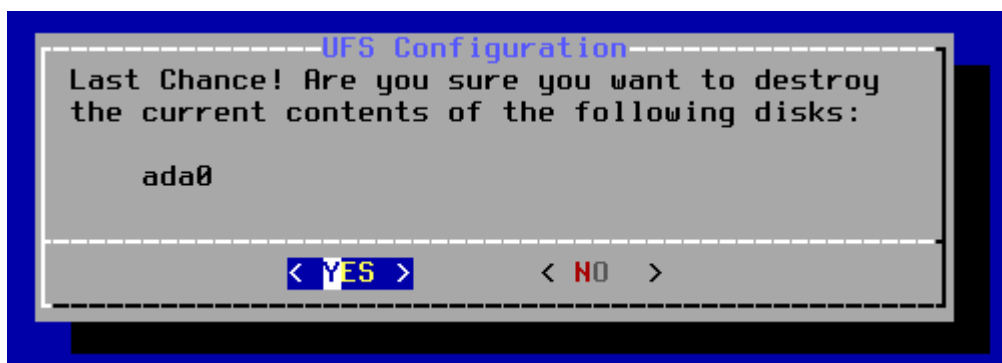 UFS Configuration
Last Chance! Are you sure you want to destroy
the current contents of the following disks:
ada0
< YES > < NO >